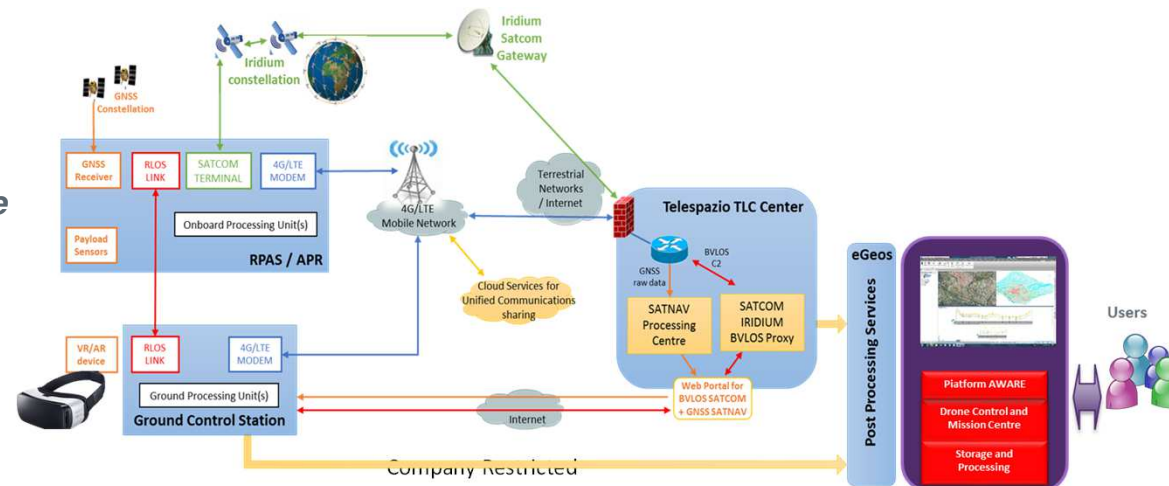 Iridium
Satcom
Gateway
Iridium
constellation
GNSS
Constellation
GNSS
Receiver
RLOS
LINK
SATCOM
TERMINAL
4G/LTE
MODEM
Onboard Processing Unit(s)
Payload
Sensors
RPAS / APR
4G/LTE
Mobile Network
Terrestrial
Networks
/ Internet
Cloud Services for
Unified Communications
sharing
Telespazio TLC Center
GNSS
raw data
BVLOS
C2
SATNAV
Processing
Centre
SATCOM
IRIDIUM
BVLOS Proxy
Web Portal for
BVLOS SATCOM
+ GNSS SATNAV
VR/AR
device
RLOS
LINK
4G/LTE
MODEM
Ground Processing Unit(s)
Ground Control Station
Internet
eGeos
Post Processing Services
Platform AWARE
Drone Control and
Mission Centre
Storage and
Processing
Users
Company Restricted
e